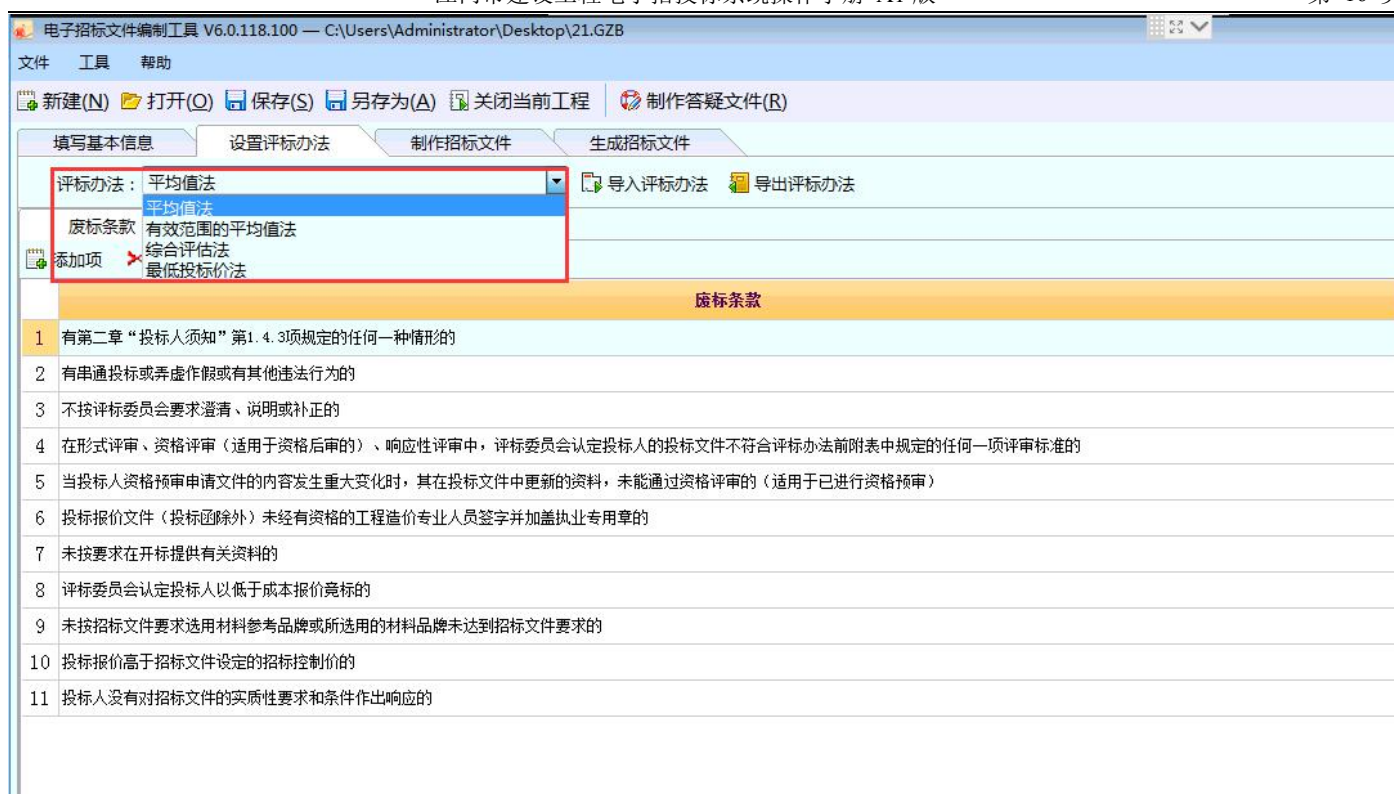 电子招标文件编制工具 V6.0.118.100 — C:\Users\Administrator\Desktop\21.GZB
文件 工具 帮助
新建(N) 打开(O) 保存(S) 另存为(A) 关闭当前工程 制作答疑文件(R)
填写基本信息 设置评标办法 制作招标文件 生成招标文件
评标办法： 平均值法 导入评标办法 导出评标办法
平均值法
废标条款 有效范围的平均值法
添加项 综合评估法
最低投标价法
废标条款
1 有第二章“投标人须知”第1.4.3项规定的任何一种情形的
2 有串通投标或弄虚作假或有其他违法行为的
3 不按评标委员会要求澄清、说明或补正的
4 在形式评审、资格评审（适用于资格后审的）、响应性评审中，评标委员会认定投标人的投标文件不符合评标办法前附表中规定的任何一项评审标准的
5 当投标人资格预审申请文件的内容发生重大变化时，其在投标文件中更新的资料，未能通过资格评审的（适用于已进行资格预审）
6 投标报价文件（投标函除外）未经有资格的工程造价专业人员签字并加盖执业专用章的
7 未按要求在开标提供有关资料的
8 评标委员会认定投标人以低于成本报价竞标的
9 未按招标文件要求选用材料参考品牌或所选用的材料品牌未达到招标文件要求的
10 投标报价高于招标文件设定的招标控制价的
11 投标人没有对招标文件的实质性要求和条件作出响应的